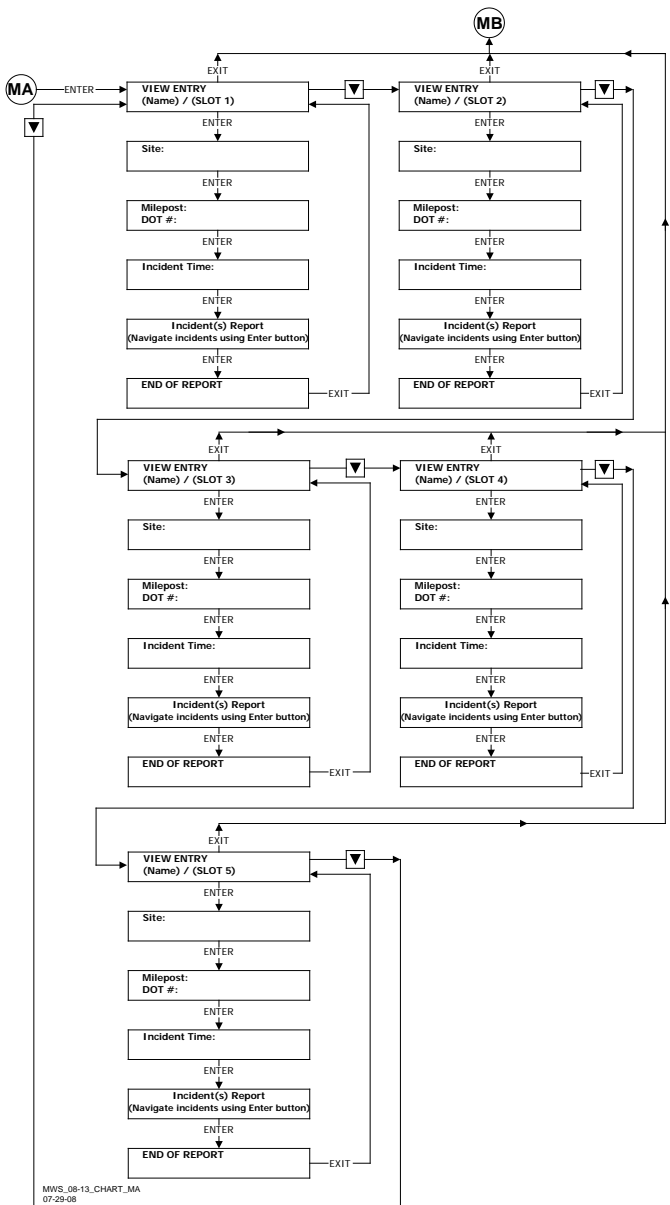 MB
EXIT
EXIT
MA
ENTER
VIEW ENTRY
(Name) / (SLOT 1)
▼
VIEW ENTRY
(Name) / (SLOT 2)
▼
▼
ENTER
ENTER
Site:
Site:
ENTER
ENTER
Milepost:
DOT #:
Milepost:
DOT #:
ENTER
ENTER
Incident Time:
Incident Time:
ENTER
ENTER
Incident(s) Report
(Navigate incidents using Enter button)
Incident(s) Report
(Navigate incidents using Enter button)
ENTER
ENTER
END OF REPORT
EXIT
END OF REPORT
EXIT
EXIT
EXIT
VIEW ENTRY
(Name) / (SLOT 3)
▼
VIEW ENTRY
(Name) / (SLOT 4)
▼
ENTER
ENTER
Site:
Site:
ENTER
ENTER
Milepost:
DOT #:
Milepost:
DOT #:
ENTER
ENTER
Incident Time:
Incident Time:
ENTER
ENTER
Incident(s) Report
(Navigate incidents using Enter button)
Incident(s) Report
(Navigate incidents using Enter button)
ENTER
ENTER
END OF REPORT
EXIT
END OF REPORT
EXIT
EXIT
VIEW ENTRY
(Name) / (SLOT 5)
▼
ENTER
Site:
ENTER
Milepost:
DOT #:
ENTER
Incident Time:
ENTER
Incident(s) Report
(Navigate incidents using Enter button)
ENTER
END OF REPORT
EXIT
MWS_08-13_CHART_MA
07-29-08